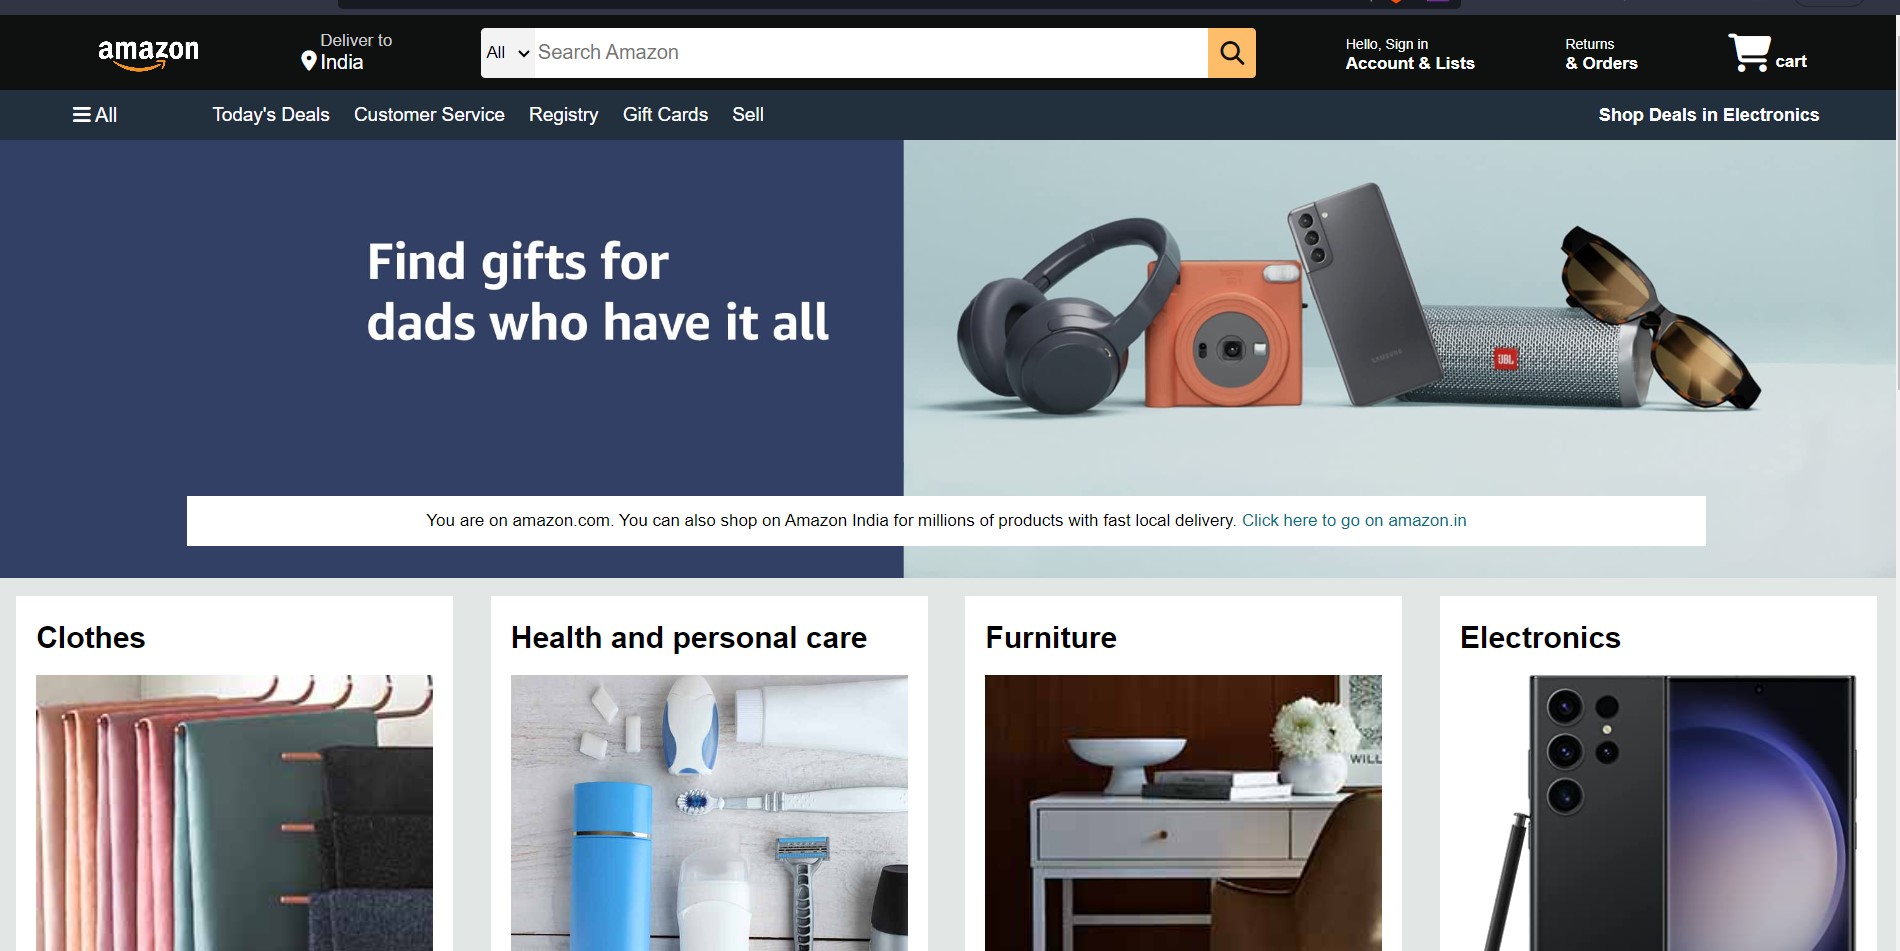 amazon
Deliver to
India
All
Search Amazon
Hello, Sign in
Account & Lists
Returns
& Orders
cart
All
Today's Deals
Customer Service
Registry
Gift Cards
Sell
Shop Deals in Electronics
Find gifts for
dads who have it all
SAMSUNG
JBL
You are on amazon.com. You can also shop on Amazon India for millions of products with fast local delivery. Click here to go on amazon.in
Clothes
Health and personal care
Furniture
Electronics
WILL